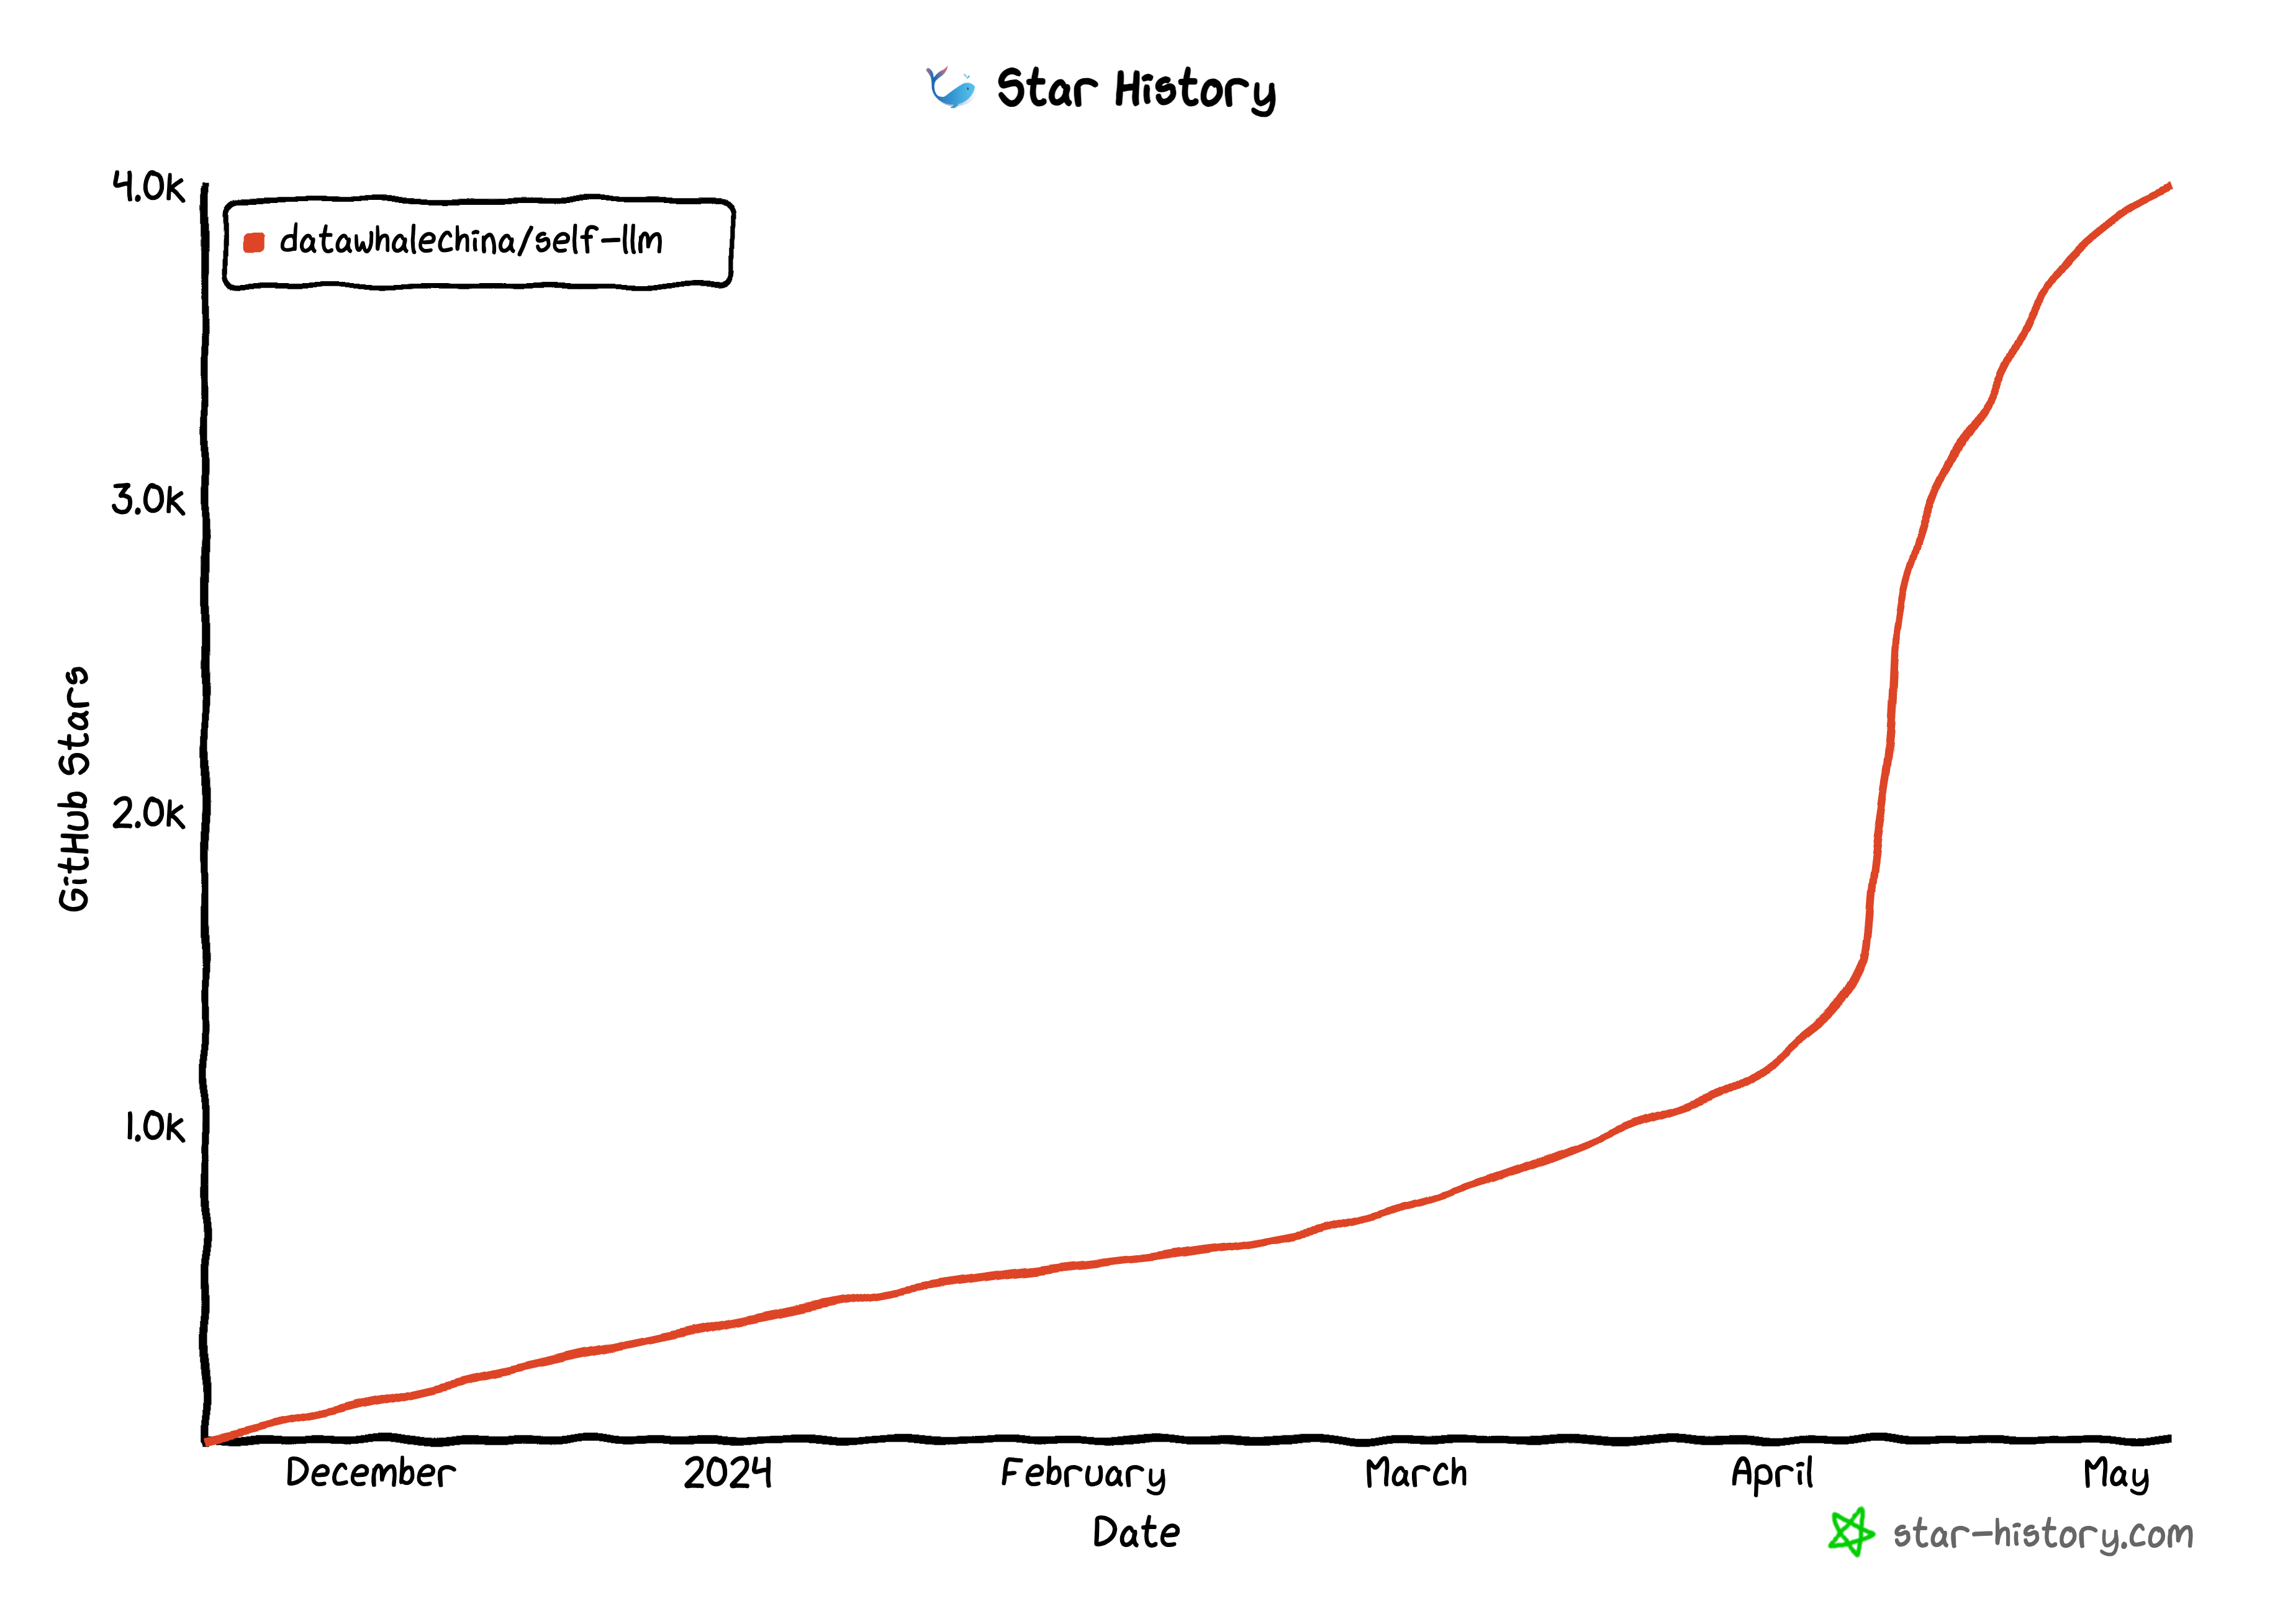 Star History
datawhalechina/self-llm
4.0K
3.0K
2.0K
1.0K
GitHub Stars
December
2024
February
March
April
May
Date
star-history.com